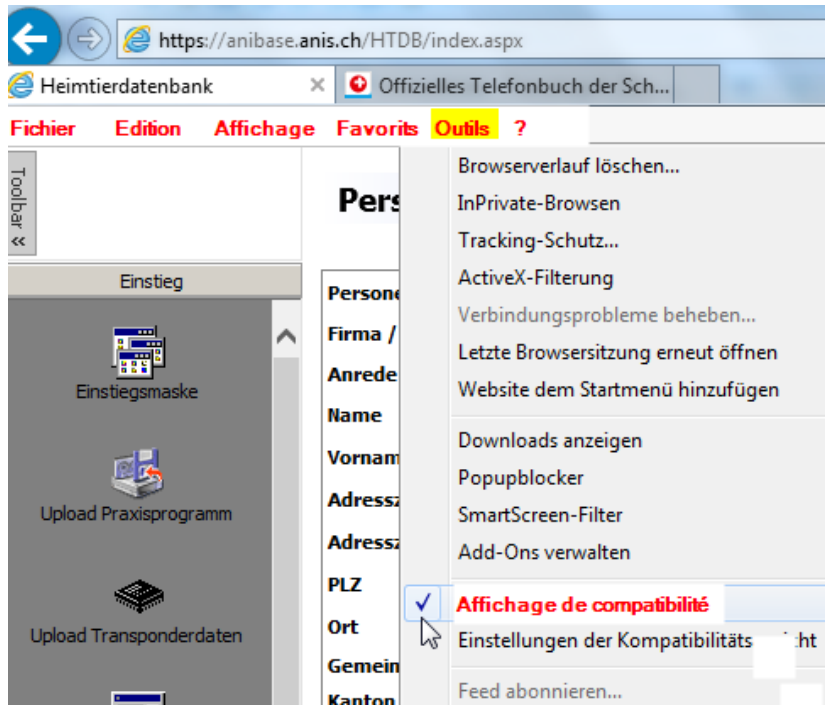 https://anibase.anis.ch/HTDB/index.aspx
Heimtierdatenbank
Offizielles Telefonbuch der Sch...
Fichier Edition Affichage Favorits Outils ?
Toolbar «
Einstieg
Einstiegsmaske
Upload Praxisprogramm
Upload Transponderdaten
Pers
Persone
Firma /
Anrede
Name
Vornam
Adressz
Adressz
PLZ
Ort
Gemein
Kanton
Browserverlauf löschen...
InPrivate-Browsen
Tracking-Schutz...
ActiveX-Filterung
Verbindungsprobleme beheben...
Letzte Browsersitzung erneut öffnen
Website dem Startmenü hinzufügen
Downloads anzeigen
Popupblocker
SmartScreen-Filter
Add-Ons verwalten
Affichage de compatibilité
Einstellungen der Kompatibilitäts ht
Feed abonnieren...